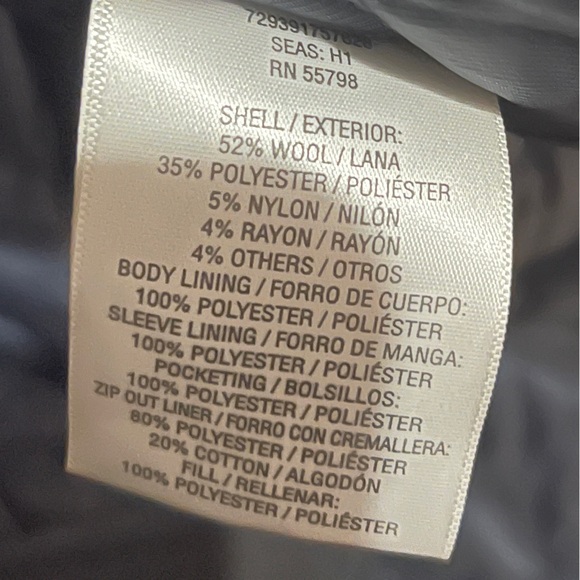 SEAS: H1
RN 55798
SHELL / EXTERIOR:
52% WOOL / LANA
35% POLYESTER / POLIÉSTER
5% NYLON / NILÓN
4% RAYON / RAYÓN
4% OTHERS / OTROS
BODY LINING / FORRO DE CUERPO:
100% POLYESTER / POLIÉSTER
SLEEVE LINING / FORRO DE MANGA:
100% POLYESTER / POLIÉSTER
POCKETING / BOLSILLOS:
100% POLYESTER / POLIÉSTER
ZIP OUT LINER / FORRO CON CREMALLERA:
80% POLYESTER / POLIÉSTER
20% COTTON / ALGODÓN
FILL / RELLENAR:
100% POLYESTER / POLIÉSTER